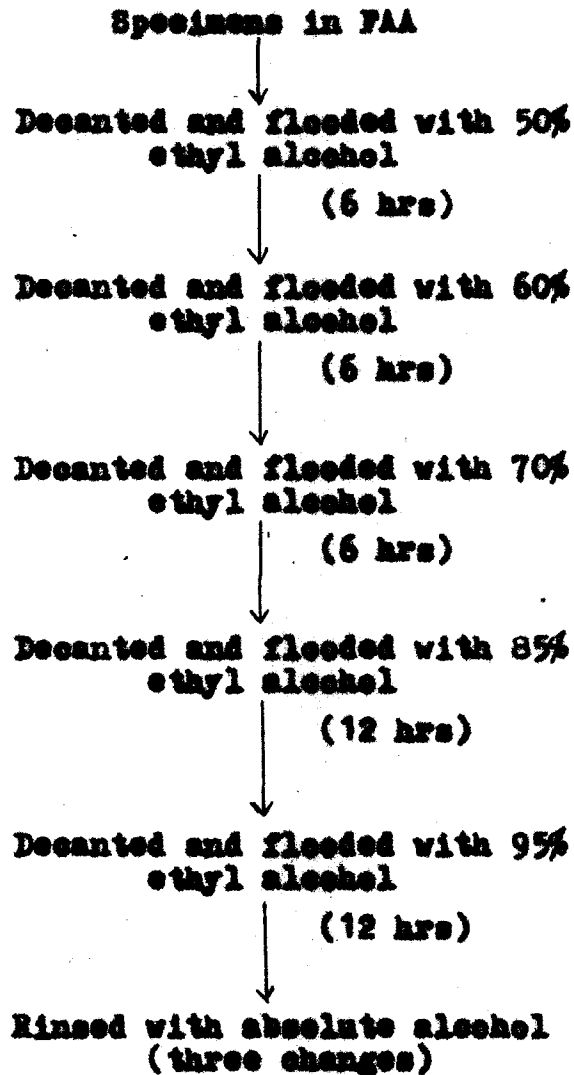 Specimens in FAA
Decanted and flooded with 50%
ethyl alcohol
(6 hrs)
Decanted and flooded with 60%
ethyl alcohol
(6 hrs)
Decanted and flooded with 70%
ethyl alcohol
(6 hrs)
Decanted and flooded with 85%
ethyl alcohol
(12 hrs)
Decanted and flooded with 95%
ethyl alcohol
(12 hrs)
Rinsed with absolute alcohol
(three changes)